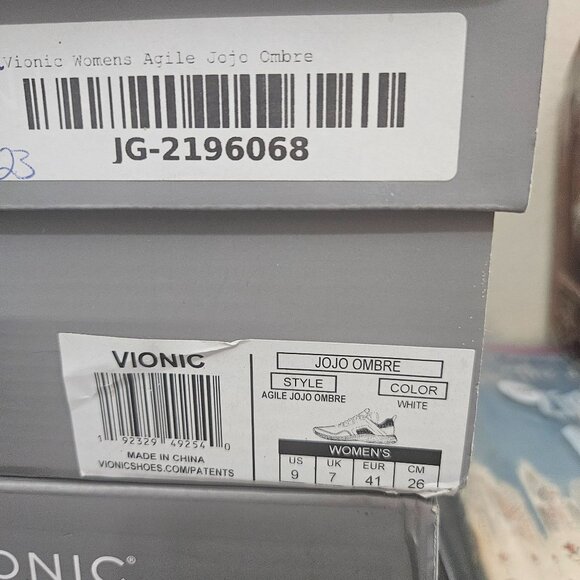 Vionic Womens Agile Jojo Ombre
JG-2196068
23
VIONIC
1 92329 49254 0
MADE IN CHINA
VIONICSHOES.COM/PATENTS
JOJO OMBRE
STYLE
COLOR
AGILE JOJO OMBRE
WHITE
WOMEN'S
US UK EUR CM
9 7 41 26
IONIC®